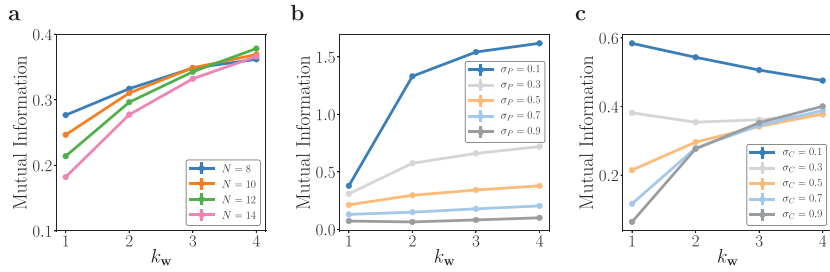 a
Mutual Information
0.4
0.3
0.2
0.1
1 2 3 4
k_w
N = 8
N = 10
N = 12
N = 14
b
Mutual Information
1.5
1.0
0.5
0.0
1 2 3 4
k_w
σ_P = 0.1
σ_P = 0.3
σ_P = 0.5
σ_P = 0.7
σ_P = 0.9
c
Mutual Information
0.6
0.4
0.2
1 2 3 4
k_w
σ_C = 0.1
σ_C = 0.3
σ_C = 0.5
σ_C = 0.7
σ_C = 0.9